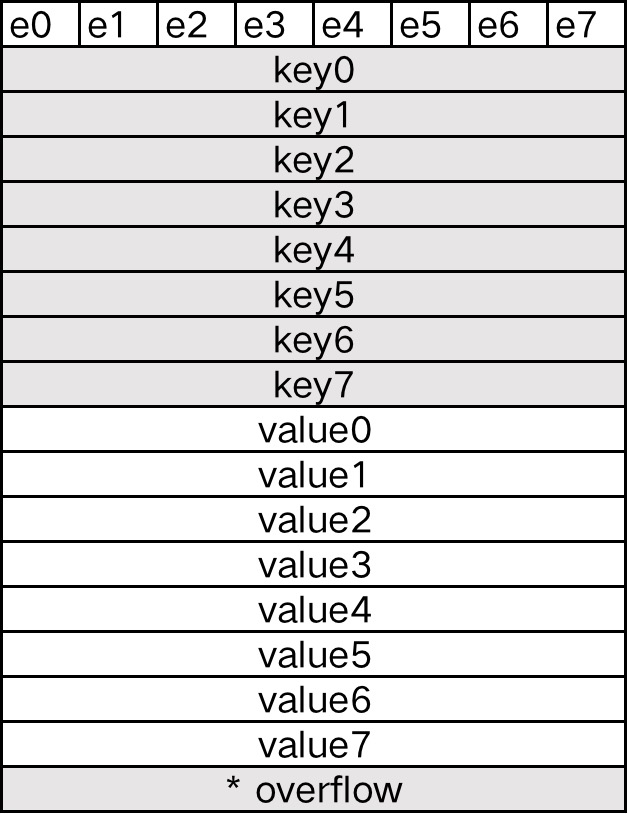 e0 e1 e2 e3 e4 e5 e6 e7
key0
key1
key2
key3
key4
key5
key6
key7
value0
value1
value2
value3
value4
value5
value6
value7
* overflow